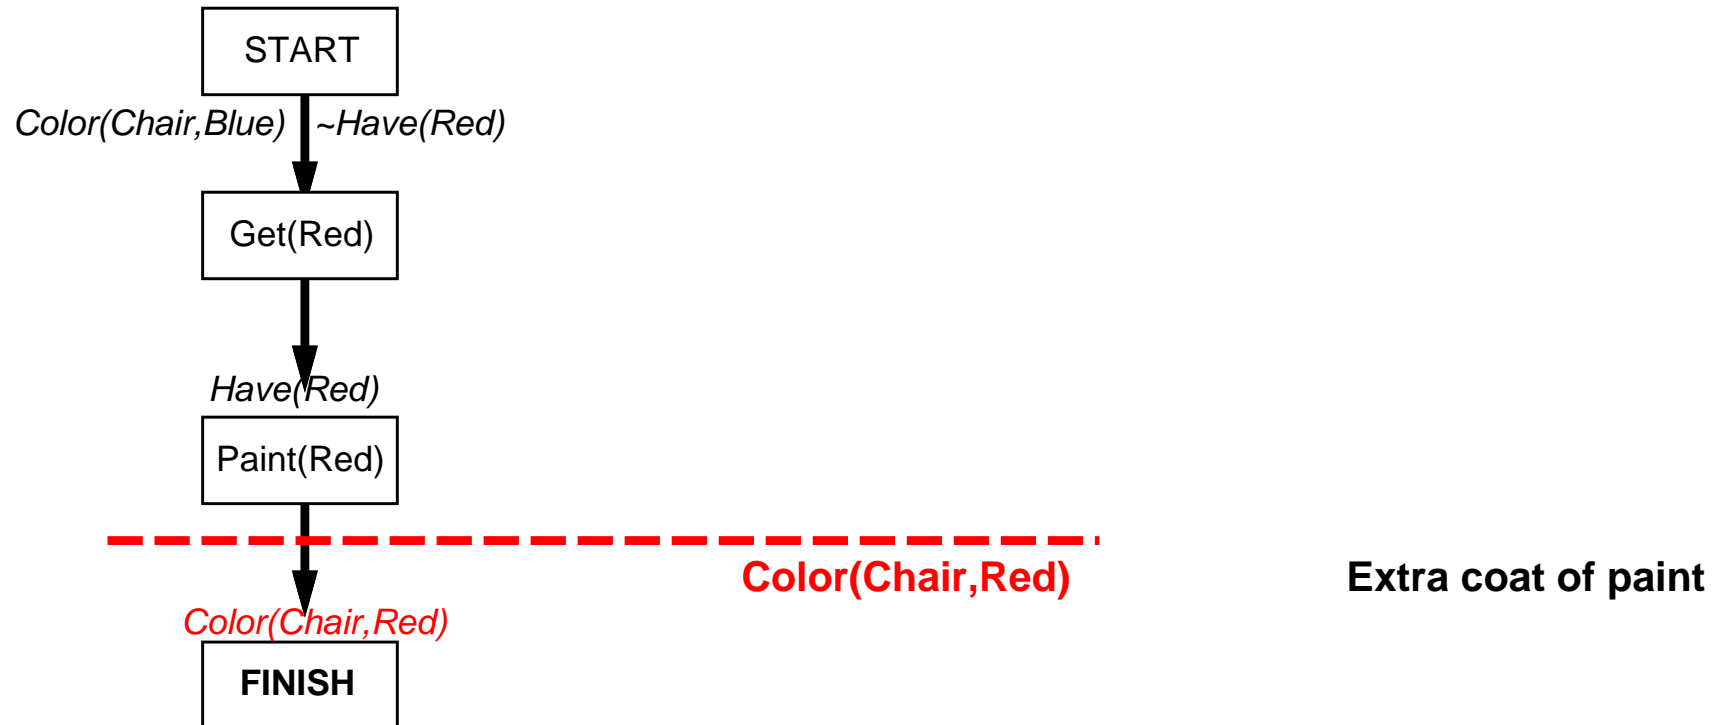 START
Color(Chair,Blue) ~Have(Red)
Get(Red)
Have(Red)
Paint(Red)
Color(Chair,Red) Extra coat of paint
Color(Chair,Red)
FINISH